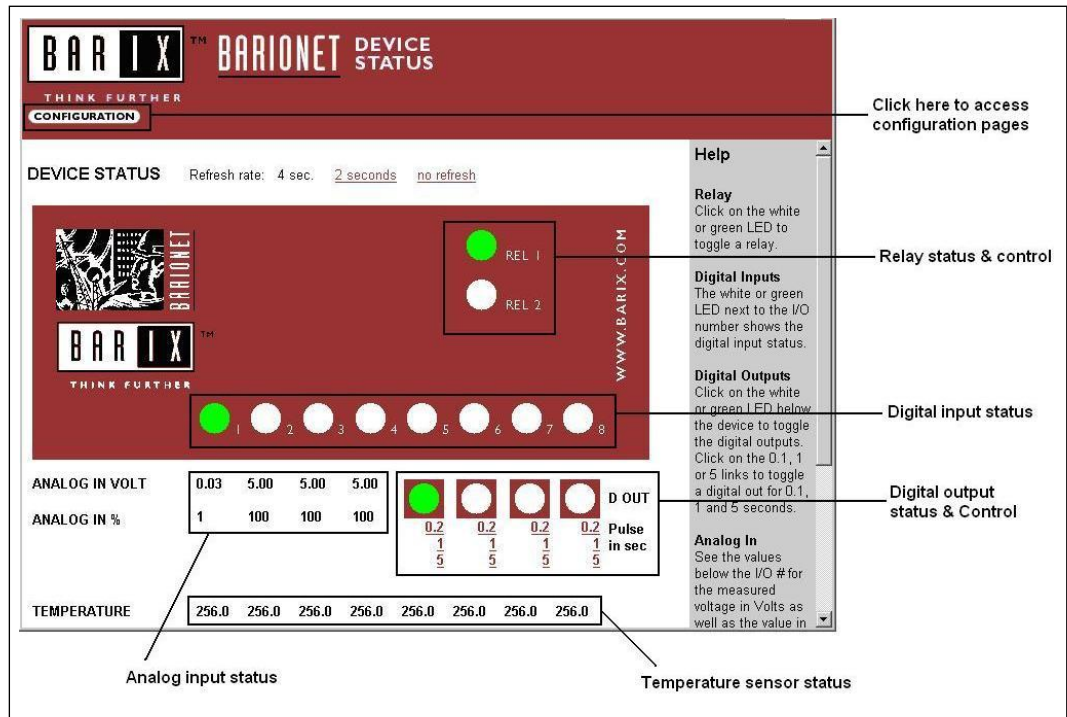 BARIX ™ BARIONET DEVICE STATUS
THINK FURTHER
CONFIGURATION
Click here to access
configuration pages
DEVICE STATUS Refresh rate: 4 sec. 2 seconds no refresh
BARIONET
BARIX ™
THINK FURTHER
REL 1
REL 2
WWW.BARIX.COM
1 2 3 4 5 6 7 8
ANALOG IN VOLT 0.03 5.00 5.00 5.00
ANALOG IN % 1 100 100 100
D OUT
0.2 0.2 0.2 0.2 Pulse
1 1 1 1 in sec
5 5 5 5
TEMPERATURE 256.0 256.0 256.0 256.0 256.0 256.0 256.0 256.0
Help
Relay
Click on the white
or green LED to
toggle a relay.
Digital Inputs
The white or green
LED next to the I/O
number shows the
digital input status.
Digital Outputs
Click on the white
or green LED below
the device to toggle
the digital outputs.
Click on the 0.1, 1
or 5 links to toggle
a digital out for 0.1,
1 and 5 seconds.
Analog In
See the values
below the I/O # for
the measured
voltage in Volts as
well as the value in
Relay status & control
Digital input status
Digital output
status & Control
Analog input status
Temperature sensor status